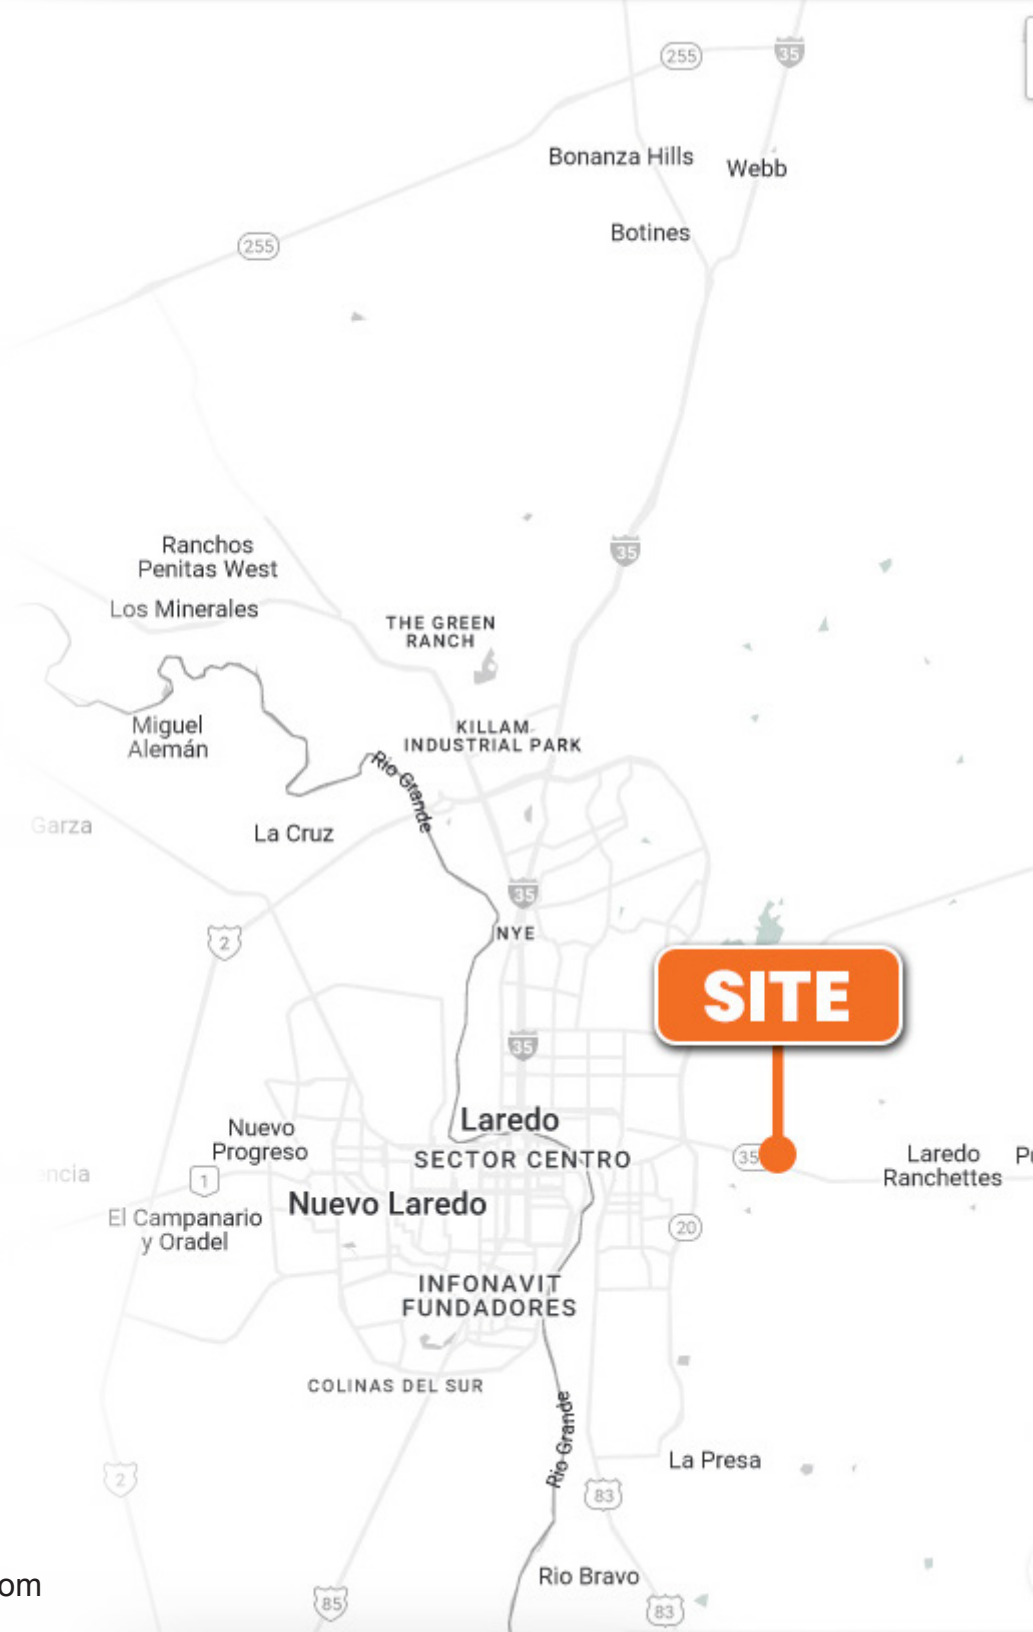 255
35
Bonanza Hills
Webb
Botines
255
35
Ranchos
Penitas West
Los Minerales
THE GREEN
RANCH
Miguel
Alemán
KILLAM
INDUSTRIAL PARK
Rio Grande
Garza
La Cruz
35
2
NYE
SITE
35
Laredo
Nuevo
Progreso
SECTOR CENTRO
35
Laredo
Ranchettes
encia
1
Nuevo Laredo
El Campanario
y Oradel
20
INFONAVIT
FUNDADORES
COLINAS DEL SUR
Rio Grande
La Presa
2
83
Rio Bravo
om
85
83